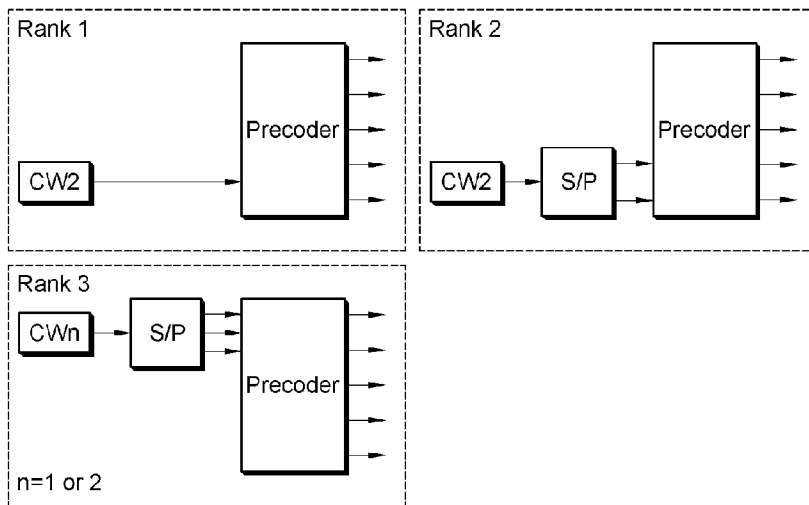 Rank 1
Precoder
CW2
Rank 2
Precoder
CW2
S/P
Rank 3
CWn
S/P
Precoder
n=1 or 2